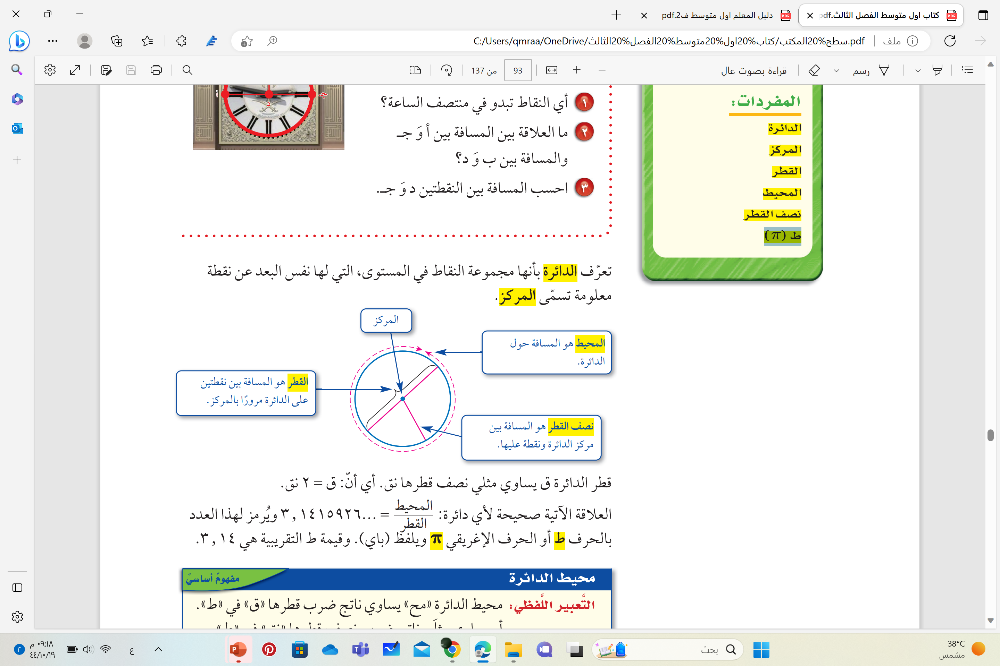 كتاب اول متوسط الفصل الثالث.pdf
دليل المعلم اول متوسط ف2.pdf
ملف
C:/Users/qmraa/OneDrive/سطح%20المكتب/كتاب%20اول%20متوسط%20الفصل%20الثالث.pdf
رسم
قراءة بصوت عالٍ
93
من 137
المفردات:
الدائرة
المركز
القطر
المحيط
نصف القطر
ط (π)
١ أي النقاط تبدو في منتصف الساعة؟
٢ ما العلاقة بين المسافة بين أ وَ جـ
والمسافة بين ب وَ د؟
٣ احسب المسافة بين النقطتين د وَ جـ.
جـ
د
أ
تعرّف الدائرة بأنها مجموعة النقاط في المستوى، التي لها نفس البعد عن نقطة
معلومة تسمّى المركز.
المركز
المحيط هو المسافة حول
الدائرة.
القطر هو المسافة بين نقطتين
على الدائرة مرورًا بالمركز.
نصف القطر هو المسافة بين
مركز الدائرة ونقطة عليها.
قطر الدائرة ق يساوي مثلي نصف قطرها نق. أي أنّ: ق = ٢ نق.
العلاقة الآتية صحيحة لأي دائرة: المحيط/القطر = ...٣,١٤١٥٩٢٦ ويُرمز لهذا العدد
بالحرف ط أو الحرف الإغريقي π ويلفظ (باي). وقيمة ط التقريبية هي ٣,١٤.
محيط الدائرة
مفهومٌ أساسيٌ
التَّعبير اللَّفظي: محيط الدائرة «مح» يساوي ناتج ضرب قطرها «ق» في «ط».
38°C
مشمس
بحث
ع
٠٩:١٨ م
٤٤/١٠/١٩
٣